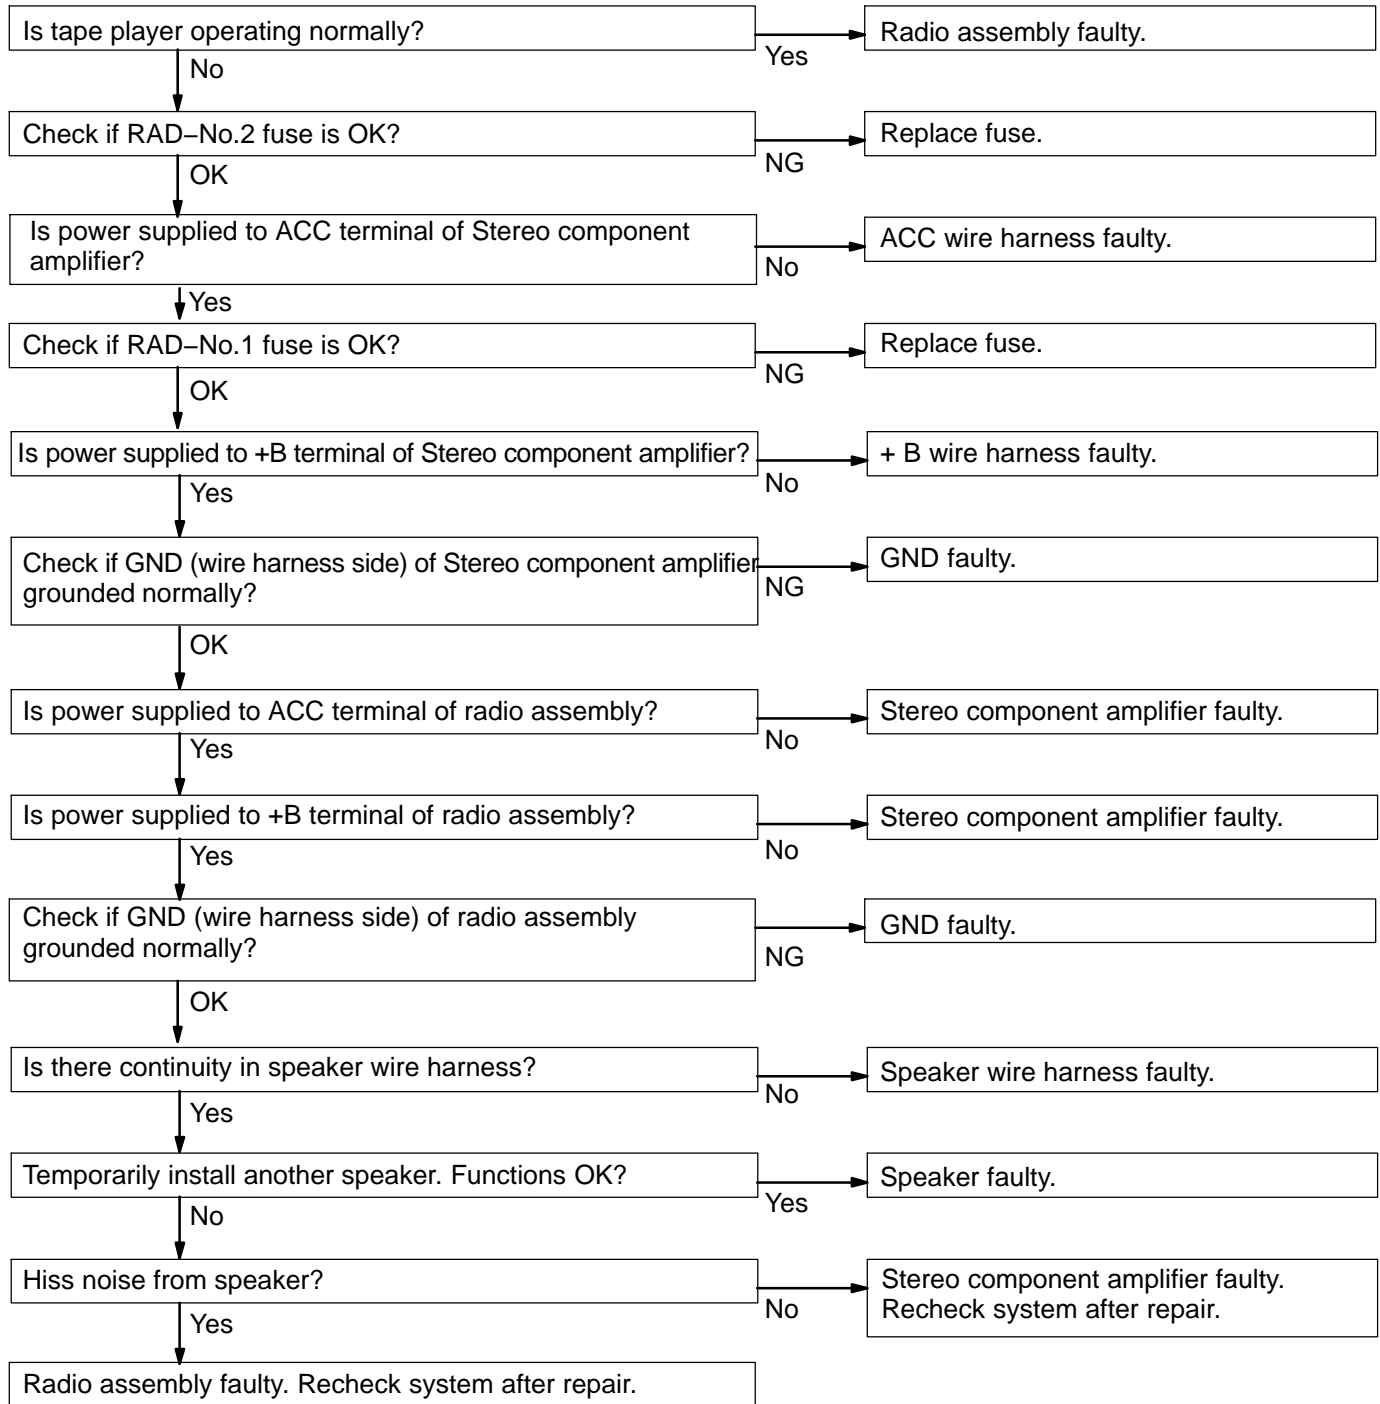 Is tape player operating normally?
Yes
Radio assembly faulty.
No
Check if RAD–No.2 fuse is OK?
NG
Replace fuse.
OK
Is power supplied to ACC terminal of Stereo component
amplifier?
No
ACC wire harness faulty.
Yes
Check if RAD–No.1 fuse is OK?
NG
Replace fuse.
OK
Is power supplied to +B terminal of Stereo component amplifier?
No
+ B wire harness faulty.
Yes
Check if GND (wire harness side) of Stereo component amplifier
grounded normally?
NG
GND faulty.
OK
Is power supplied to ACC terminal of radio assembly?
No
Stereo component amplifier faulty.
Yes
Is power supplied to +B terminal of radio assembly?
No
Stereo component amplifier faulty.
Yes
Check if GND (wire harness side) of radio assembly
grounded normally?
NG
GND faulty.
OK
Is there continuity in speaker wire harness?
No
Speaker wire harness faulty.
Yes
Temporarily install another speaker. Functions OK?
Yes
Speaker faulty.
No
Hiss noise from speaker?
No
Stereo component amplifier faulty.
Recheck system after repair.
Yes
Radio assembly faulty. Recheck system after repair.